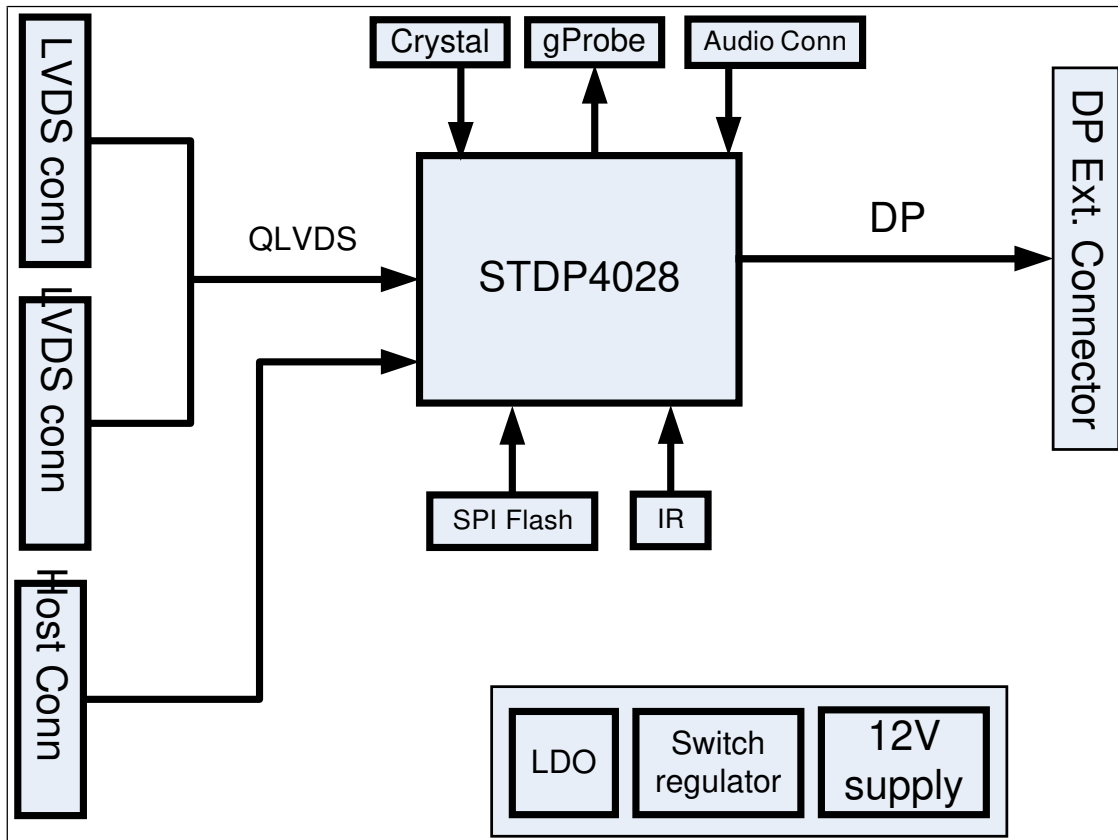 Crystal
gProbe
Audio Conn
LVDS conn
DP Ext. Connector
QLVDS
STDP4028
DP
LVDS conn
SPI Flash
IR
Host Conn
LDO
Switch
regulator
12V
supply